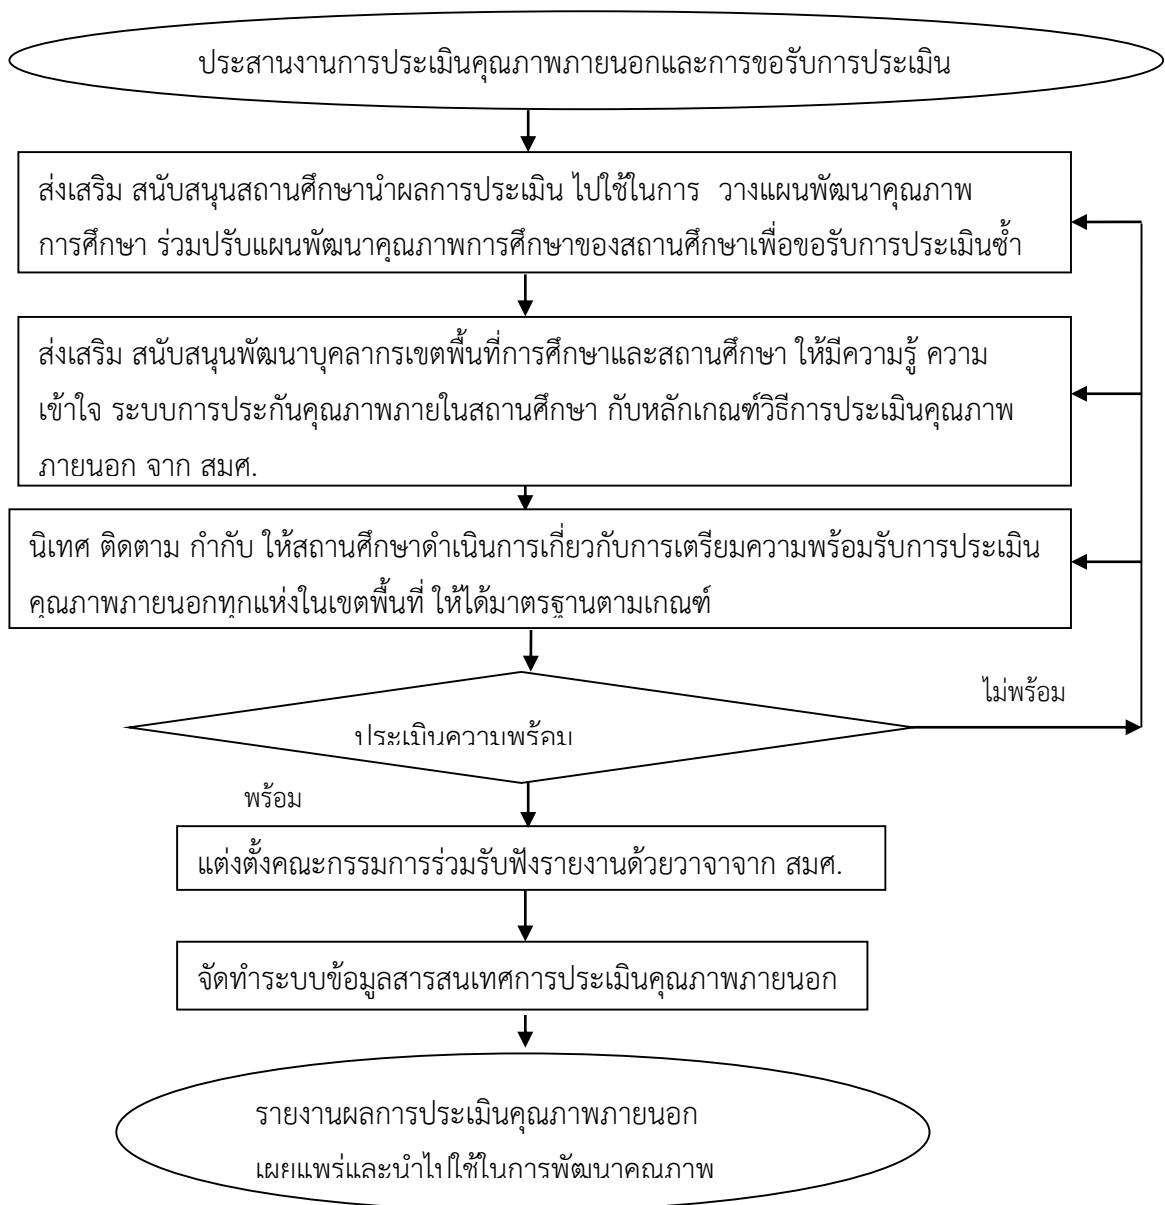 ประสานงานการประเมินคุณภาพภายนอกและการขอรับการประเมิน
ส่งเสริม สนับสนุนสถานศึกษานำผลการประเมิน ไปใช้ในการ วางแผนพัฒนาคุณภาพ
การศึกษา ร่วมปรับแผนพัฒนาคุณภาพการศึกษาของสถานศึกษาเพื่อขอรับการประเมินซ้ำ
ส่งเสริม สนับสนุนพัฒนาบุคลากรเขตพื้นที่การศึกษาและสถานศึกษา ให้มีความรู้ ความ
เข้าใจ ระบบการประกันคุณภาพภายในสถานศึกษา กับหลักเกณฑ์วิธีการประเมินคุณภาพ
ภายนอก จาก สมศ.
นิเทศ ติดตาม กำกับ ให้สถานศึกษาดำเนินการเกี่ยวกับการเตรียมความพร้อมรับการประเมิน
คุณภาพภายนอกทุกแห่งในเขตพื้นที่ ให้ได้มาตรฐานตามเกณฑ์
ไม่พร้อม
ประเมินความพร้อม
พร้อม
แต่งตั้งคณะกรรมการร่วมรับฟังรายงานด้วยวาจาจาก สมศ.
จัดทำระบบข้อมูลสารสนเทศการประเมินคุณภาพภายนอก
รายงานผลการประเมินคุณภาพภายนอก
เผยแพร่และนำไปใช้ในการพัฒนาคุณภาพ